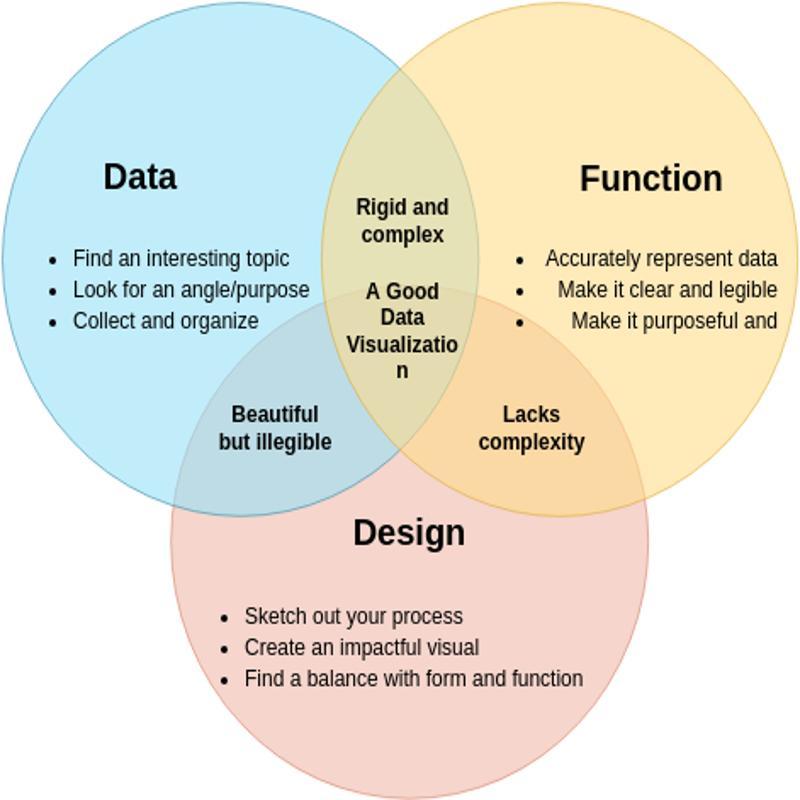 Data
• Find an interesting topic
• Look for an angle/purpose
• Collect and organize
Rigid and
complex
A Good
Data
Visualizatio
n
Function
• Accurately represent data
• Make it clear and legible
• Make it purposeful and
Beautiful
but illegible
Lacks
complexity
Design
• Sketch out your process
• Create an impactful visual
• Find a balance with form and function